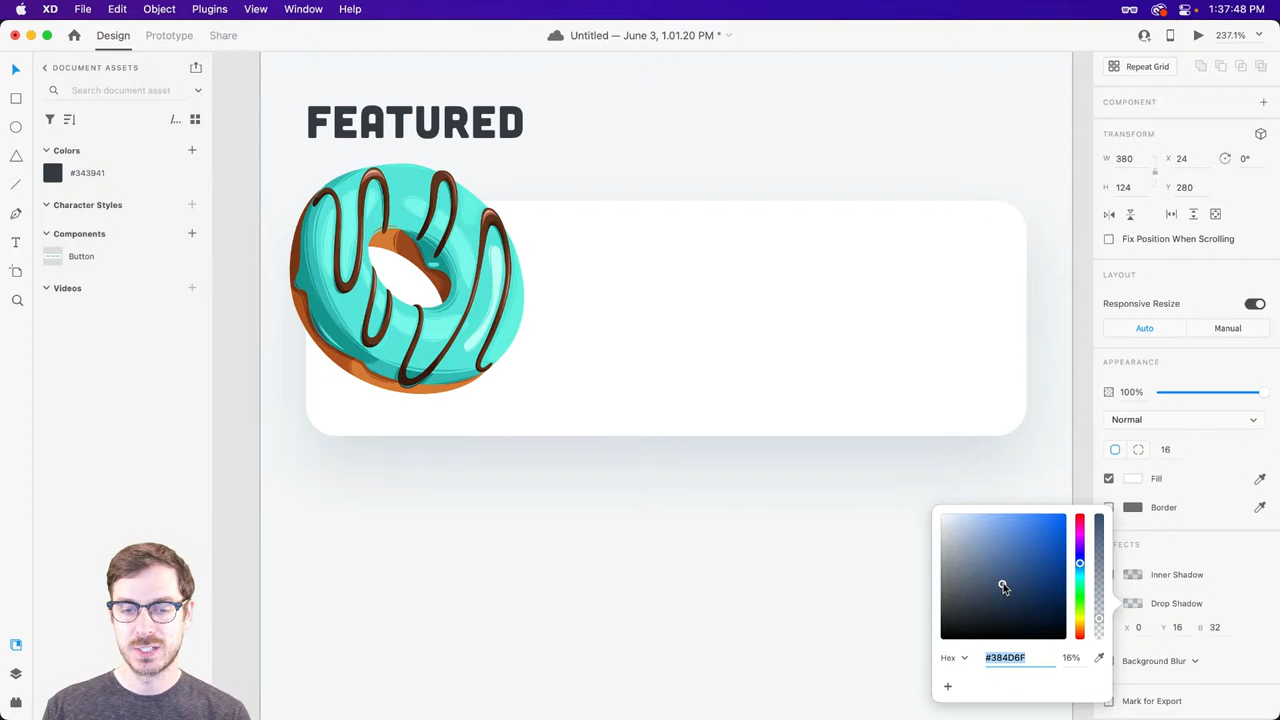 XD File Edit Object Plugins View Window Help 1:37:48 PM
Design Prototype Share Untitled — June 3, 1.01.20 PM * 237.1%
DOCUMENT ASSETS
Search document asset
Colors
#343941
Character Styles
Components
Button
Videos
FEATURED
Repeat Grid
COMPONENT
TRANSFORM
W 380 X 24 0°
H 124 Y 280
Fix Position When Scrolling
LAYOUT
Responsive Resize
Auto Manual
APPEARANCE
100%
Normal
16
Fill
Border
FECTS
Inner Shadow
Drop Shadow
X 0 Y 16 B 32
Background Blur
Mark for Export
Hex #384D6F 16%